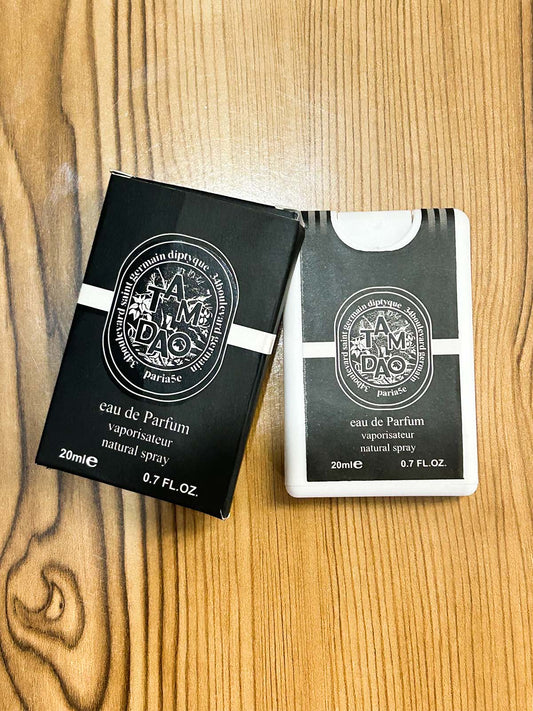 34boulevard saint germain diptyque 34boulevard germain
paria5e
TAM
DAO
eau de Parfum
vaporisateur
natural spray
20ml℮ 0.7 FL.OZ.
34boulevard saint germain diptyque 34boulevard germain
paria5e
TAM
DAO
eau de Parfum
vaporisateur
natural spray
20ml℮ 0.7 FL.OZ.